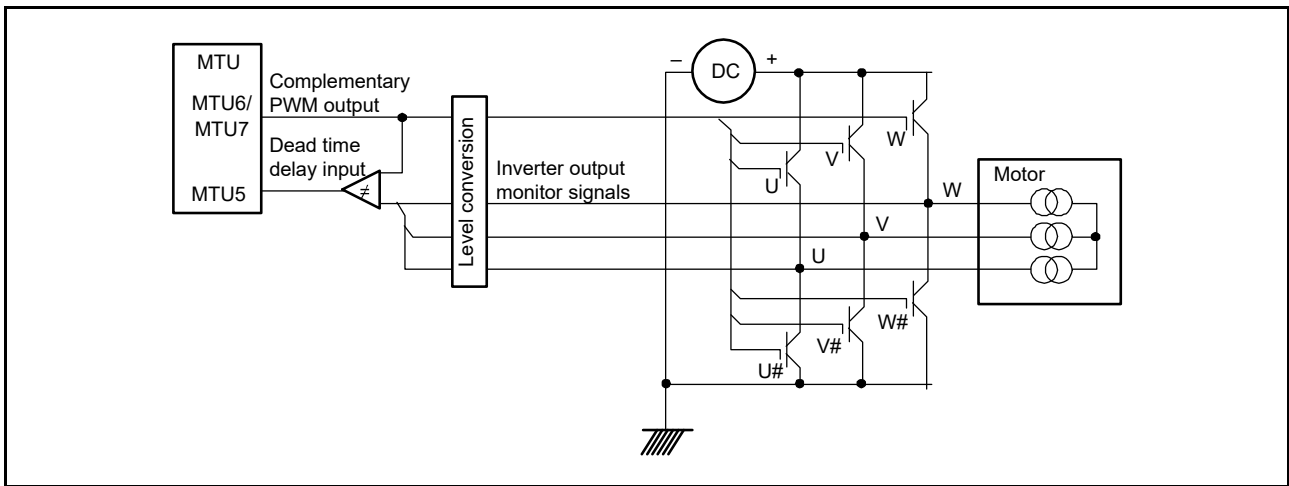 MTU
MTU6/
MTU7
MTU5
Complementary
PWM output
Dead time
delay input
≠
Level conversion
Inverter output
monitor signals
–
DC
+
W
V
U
W
V
U
W#
V#
U#
Motor